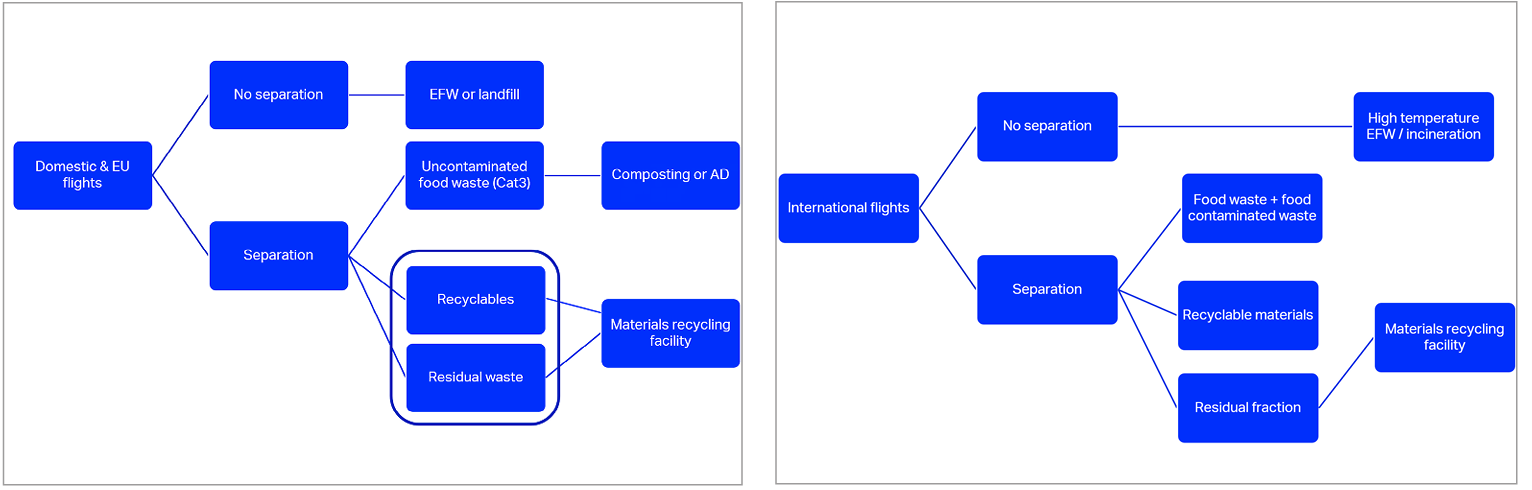 No separation
EFW or landfill
Domestic & EU
flights
Uncontaminated
food waste (Cat3)
Composting or AD
Separation
Recyclables
Materials recycling
facility
Residual waste
No separation
High temperature
EFW / incineration
International flights
Food waste + food
contaminated waste
Separation
Recyclable materials
Materials recycling
facility
Residual fraction